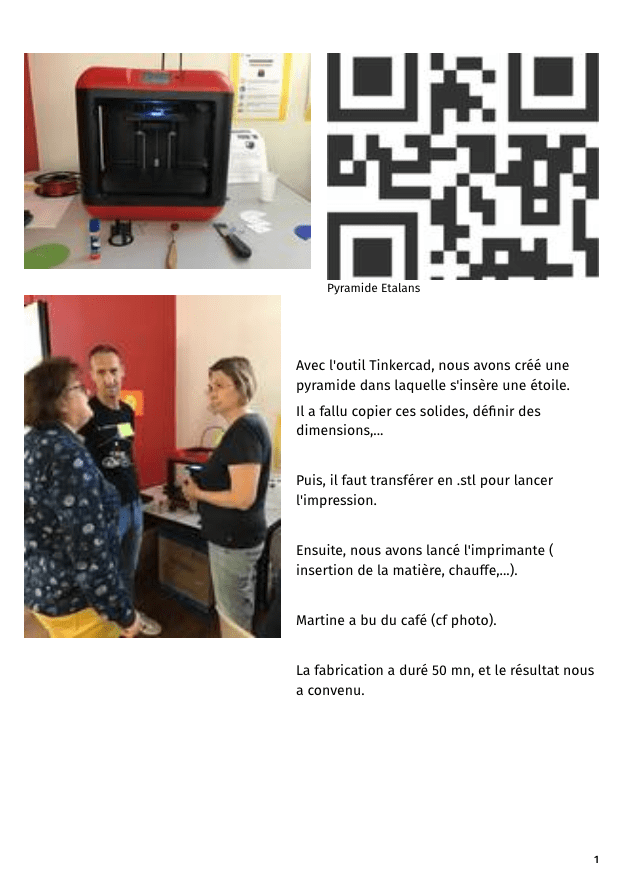 Pyramide Etalans
Avec l'outil Tinkercad, nous avons créé une
pyramide dans laquelle s'insère une étoile.
Il a fallu copier ces solides, définir des
dimensions,...
Puis, il faut transférer en .stl pour lancer
l'impression.
Ensuite, nous avons lancé l'imprimante (
insertion de la matière, chauffe,...).
Martine a bu du café (cf photo).
La fabrication a duré 50 mn, et le résultat nous
a convenu.
1